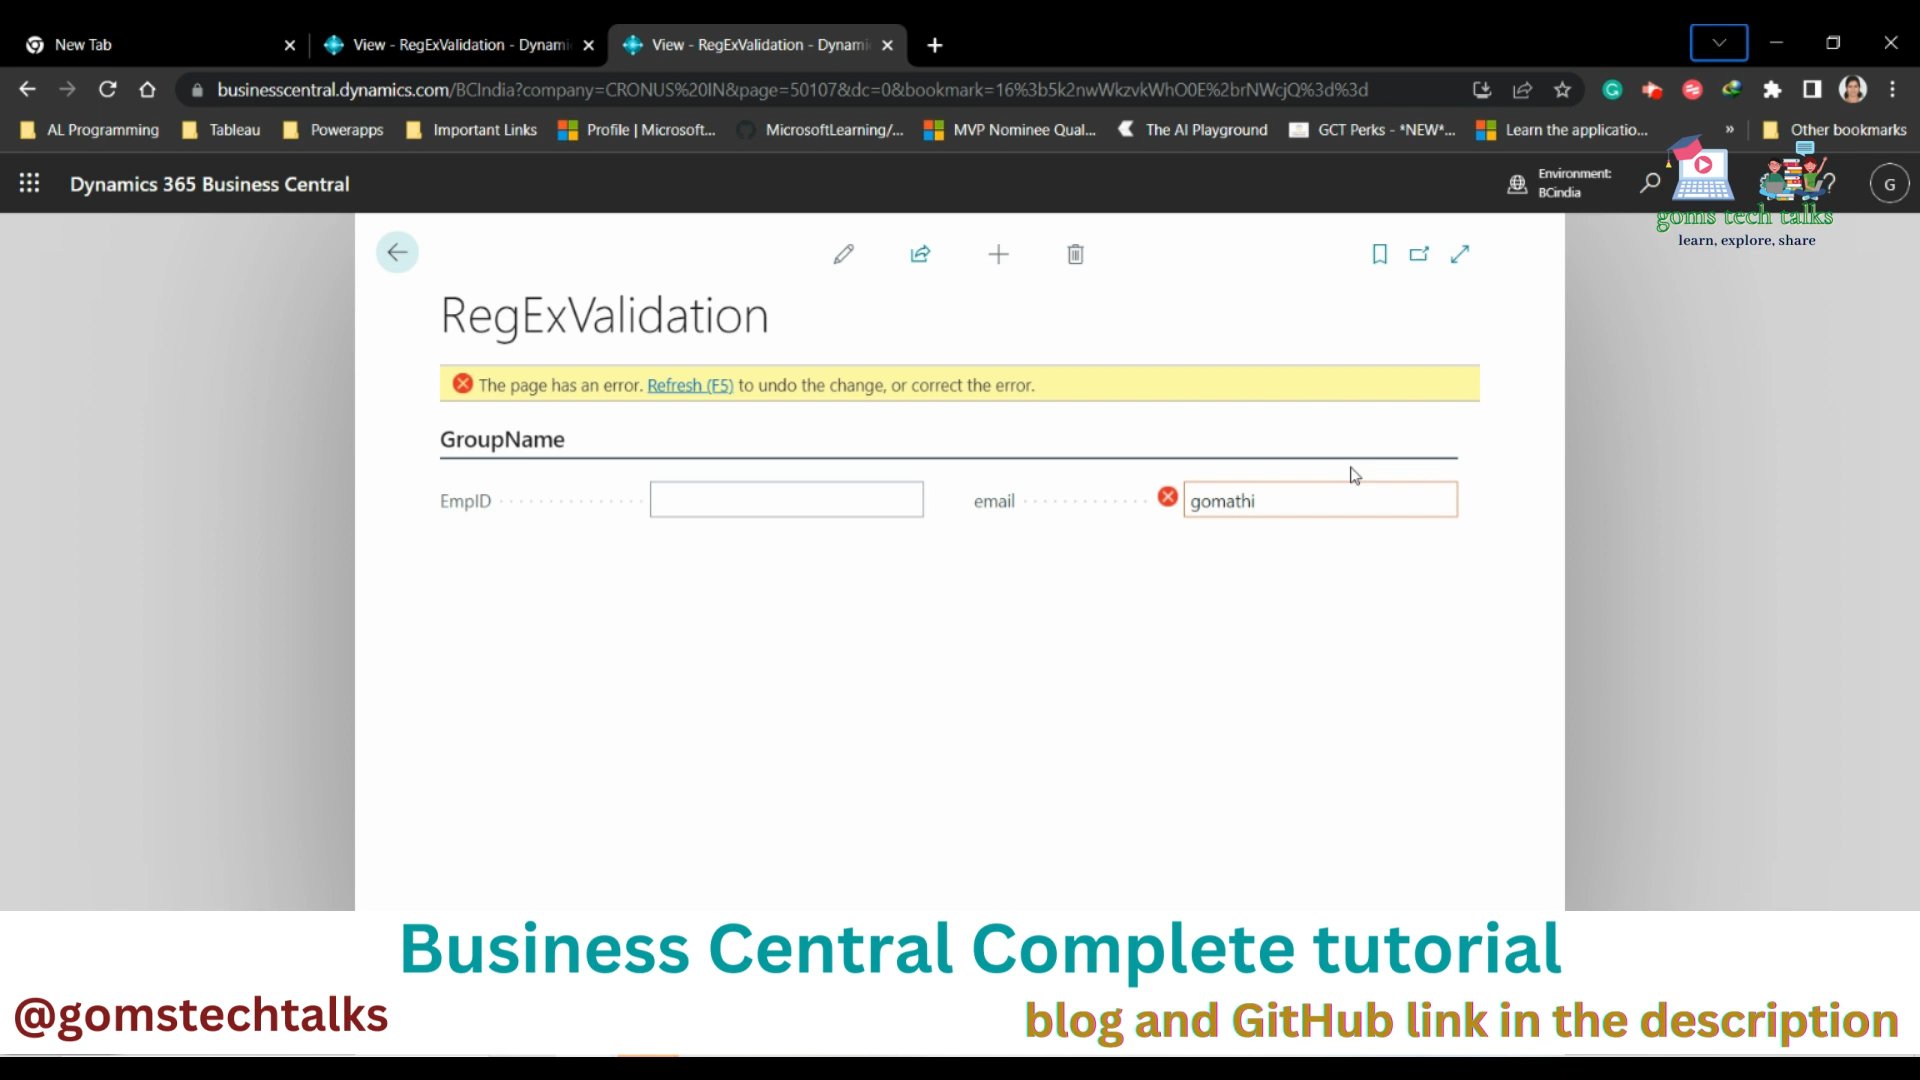 New Tab
View - RegExValidation - Dynami
View - RegExValidation - Dynami
businesscentral.dynamics.com/BCIndia?company=CRONUS%20IN&page=50107&dc=0&bookmark=16%3b5k2nwWkzvkWhO0E%2brNWcjQ%3d%3d
AL Programming
Tableau
Powerapps
Important Links
Profile | Microsoft...
MicrosoftLearning/...
MVP Nominee Qual...
The AI Playground
GCT Perks - *NEW*...
Learn the applicatio...
»
Other bookmarks
Dynamics 365 Business Central
Environment:
BCindia
G
goms tech talks
learn, explore, share
RegExValidation
The page has an error. Refresh (F5) to undo the change, or correct the error.
GroupName
EmpID
email
gomathi
Business Central Complete tutorial
@gomstechtalks
blog and GitHub link in the description